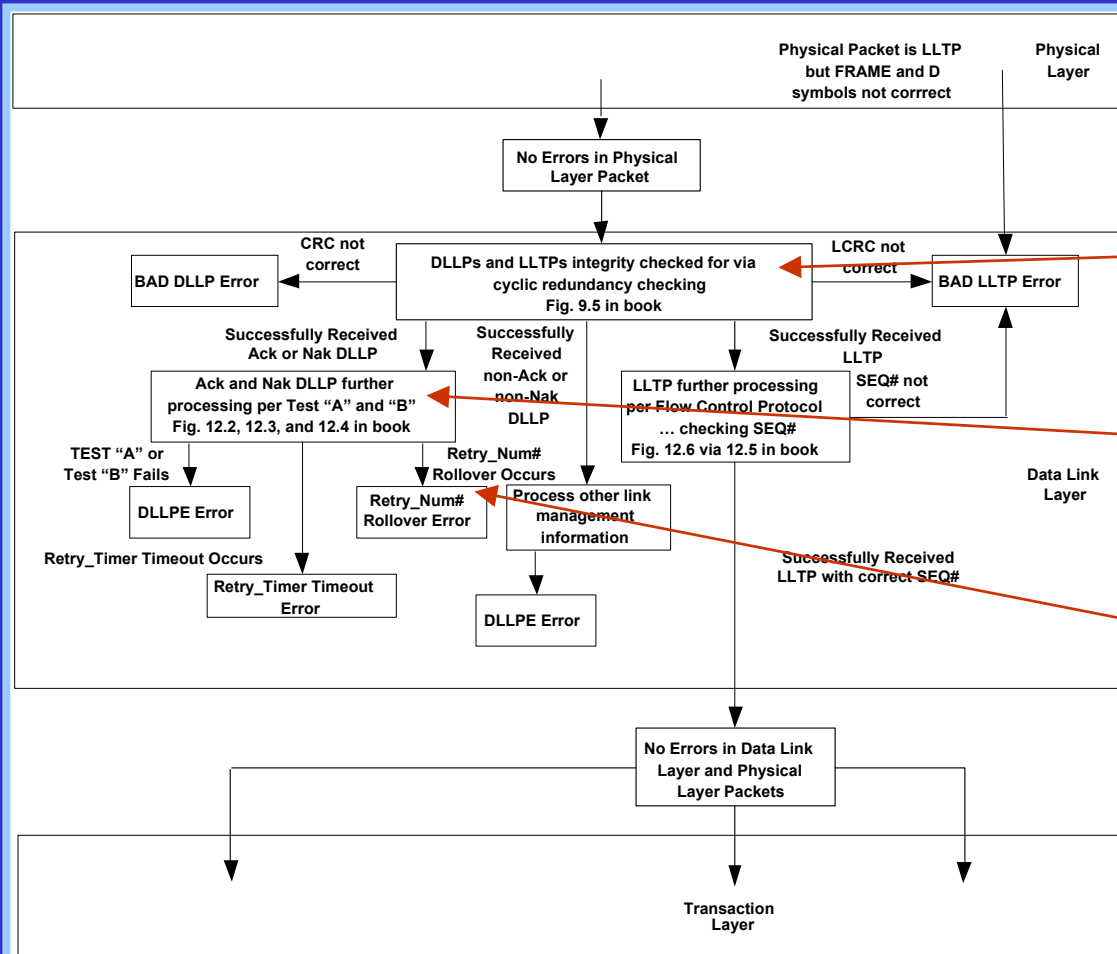 Physical Packet is LLTP
but FRAME and D
symbols not corrrect
Physical
Layer
No Errors in Physical
Layer Packet
CRC not
correct
LCRC not
correct
BAD DLLP Error
DLLPs and LLTPs integrity checked for via
cyclic redundancy checking
Fig. 9.5 in book
BAD LLTP Error
Successfully Received
Ack or Nak DLLP
Successfully
Received
non-Ack or
non-Nak
DLLP
Successfully Received
LLTP
SEQ# not
correct
Ack and Nak DLLP further
processing per Test “A” and “B”
Fig. 12.2, 12.3, and 12.4 in book
LLTP further processing
per Flow Control Protocol
… checking SEQ#
Fig. 12.6 via 12.5 in book
TEST “A” or
Test “B” Fails
Retry_Num#
Rollover Occurs
Data Link
Layer
DLLPE Error
Retry_Num#
Rollover Error
Process other link
management
information
Retry_Timer Timeout Occurs
Successfully Received
LLTP with correct SEQ#
Retry_Timer Timeout
Error
DLLPE Error
No Errors in Data Link
Layer and Physical
Layer Packets
Transaction
Layer